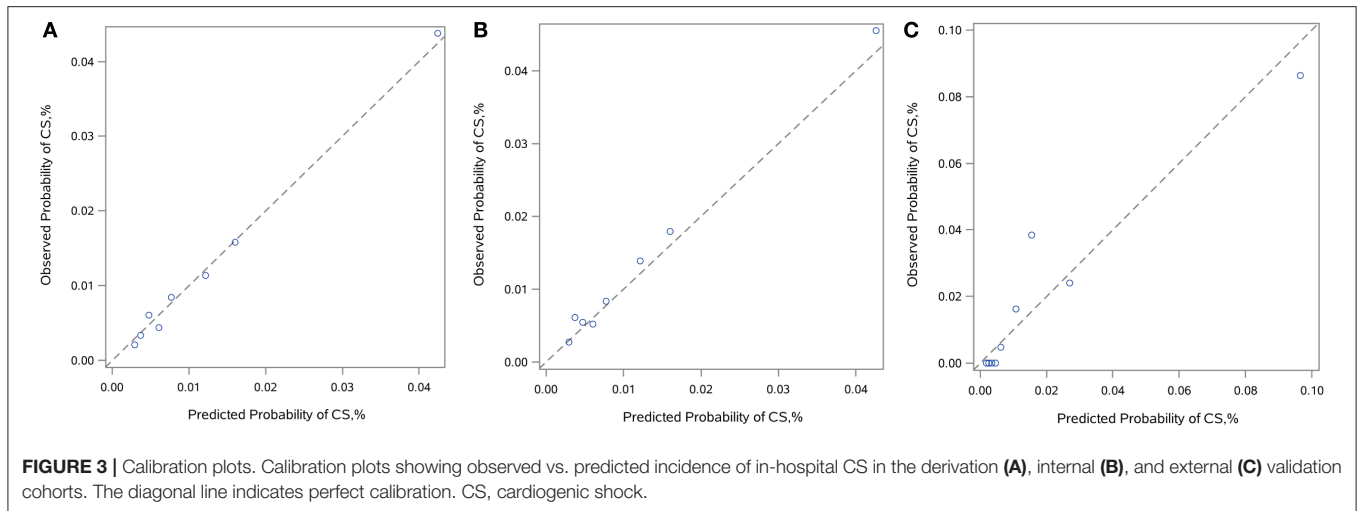 A
Observed Probability of CS,%
0.04
0.03
0.02
0.01
0.00
0.00 0.01 0.02 0.03 0.04
Predicted Probability of CS,%
B
Observed Probability of CS,%
0.04
0.03
0.02
0.01
0.00
0.00 0.01 0.02 0.03 0.04
Predicted Probability of CS,%
C
Observed Probability of CS,%
0.10
0.08
0.06
0.04
0.02
0.00
0.00 0.02 0.04 0.06 0.08 0.10
Predicted Probability of CS,%
FIGURE 3 | Calibration plots. Calibration plots showing observed vs. predicted incidence of in-hospital CS in the derivation (A), internal (B), and external (C) validation
cohorts. The diagonal line indicates perfect calibration. CS, cardiogenic shock.